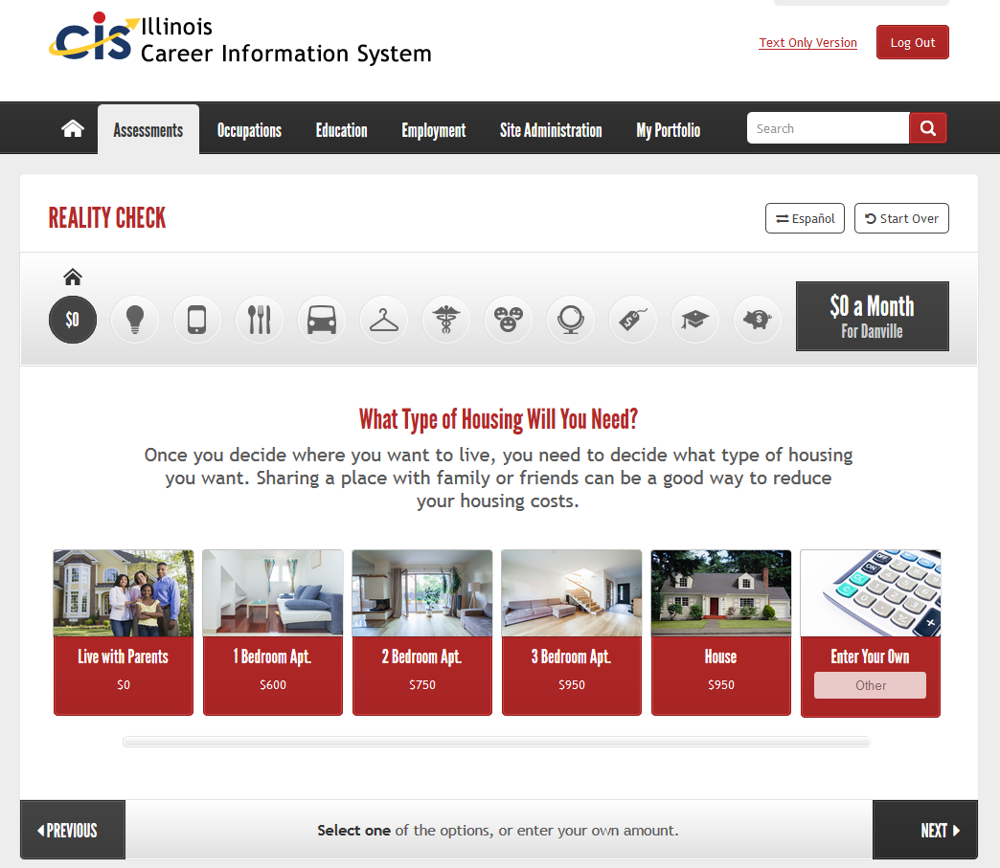 cis Illinois
Career Information System
Text Only Version
Log Out
Assessments
Occupations
Education
Employment
Site Administration
My Portfolio
Search
REALITY CHECK
Español
Start Over
$0
$0 a Month
For Danville
What Type of Housing Will You Need?
Once you decide where you want to live, you need to decide what type of housing
you want. Sharing a place with family or friends can be a good way to reduce
your housing costs.
Live with Parents
$0
1 Bedroom Apt.
$600
2 Bedroom Apt.
$750
3 Bedroom Apt.
$950
House
$950
Enter Your Own
Other
PREVIOUS
Select one of the options, or enter your own amount.
NEXT